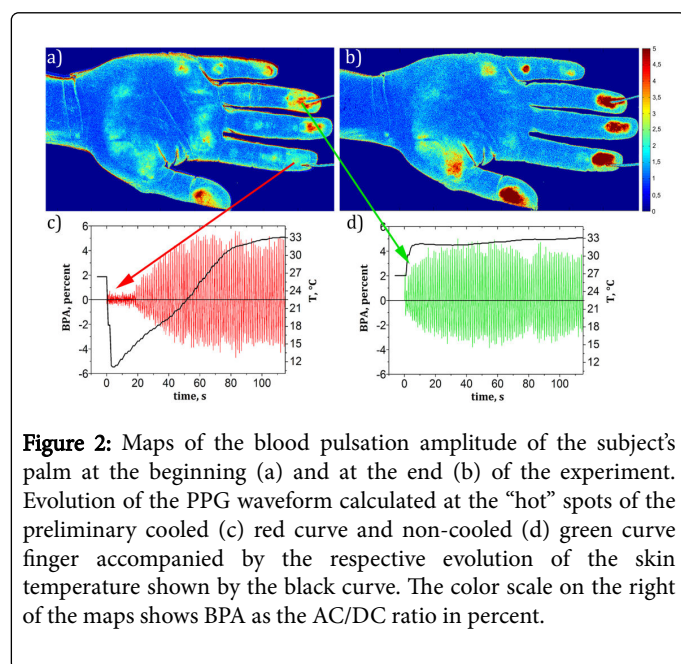 a)
b)
5
4.5
4
3.5
3
2.5
2
1.5
1
0.5
0
c)
d)
6
4
2
0
-2
-4
-6
BPA, percent
33
30
27
24
21
18
15
12
T, °C
0 20 40 60 80 100
time, s
6
4
2
0
-2
-4
-6
BPA, percent
33
30
27
24
21
18
15
12
T, °C
0 20 40 60 80 100
time, s
Figure 2: Maps of the blood pulsation amplitude of the subject's
palm at the beginning (a) and at the end (b) of the experiment.
Evolution of the PPG waveform calculated at the “hot” spots of the
preliminary cooled (c) red curve and non-cooled (d) green curve
finger accompanied by the respective evolution of the skin
temperature shown by the black curve. The color scale on the right
of the maps shows BPA as the AC/DC ratio in percent.